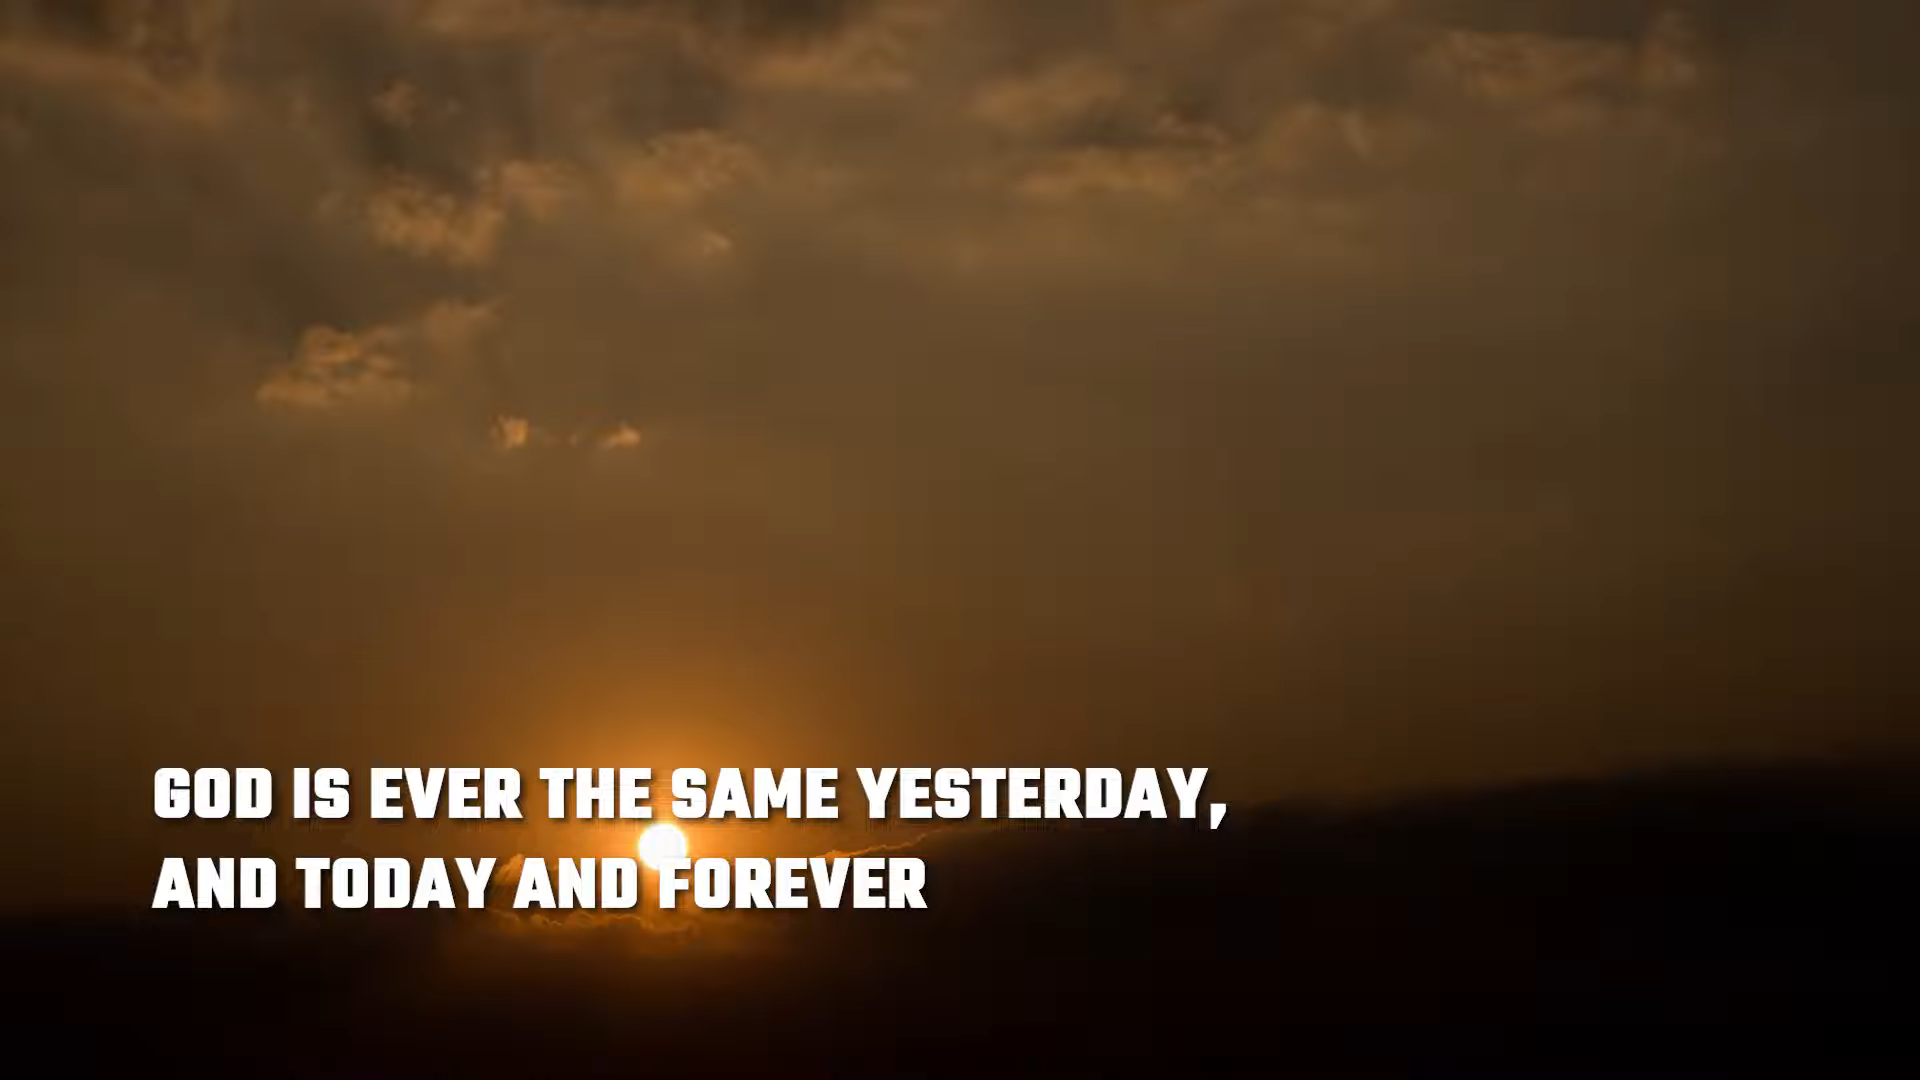 GOD IS EVER THE SAME YESTERDAY,
AND TODAY AND FOREVER